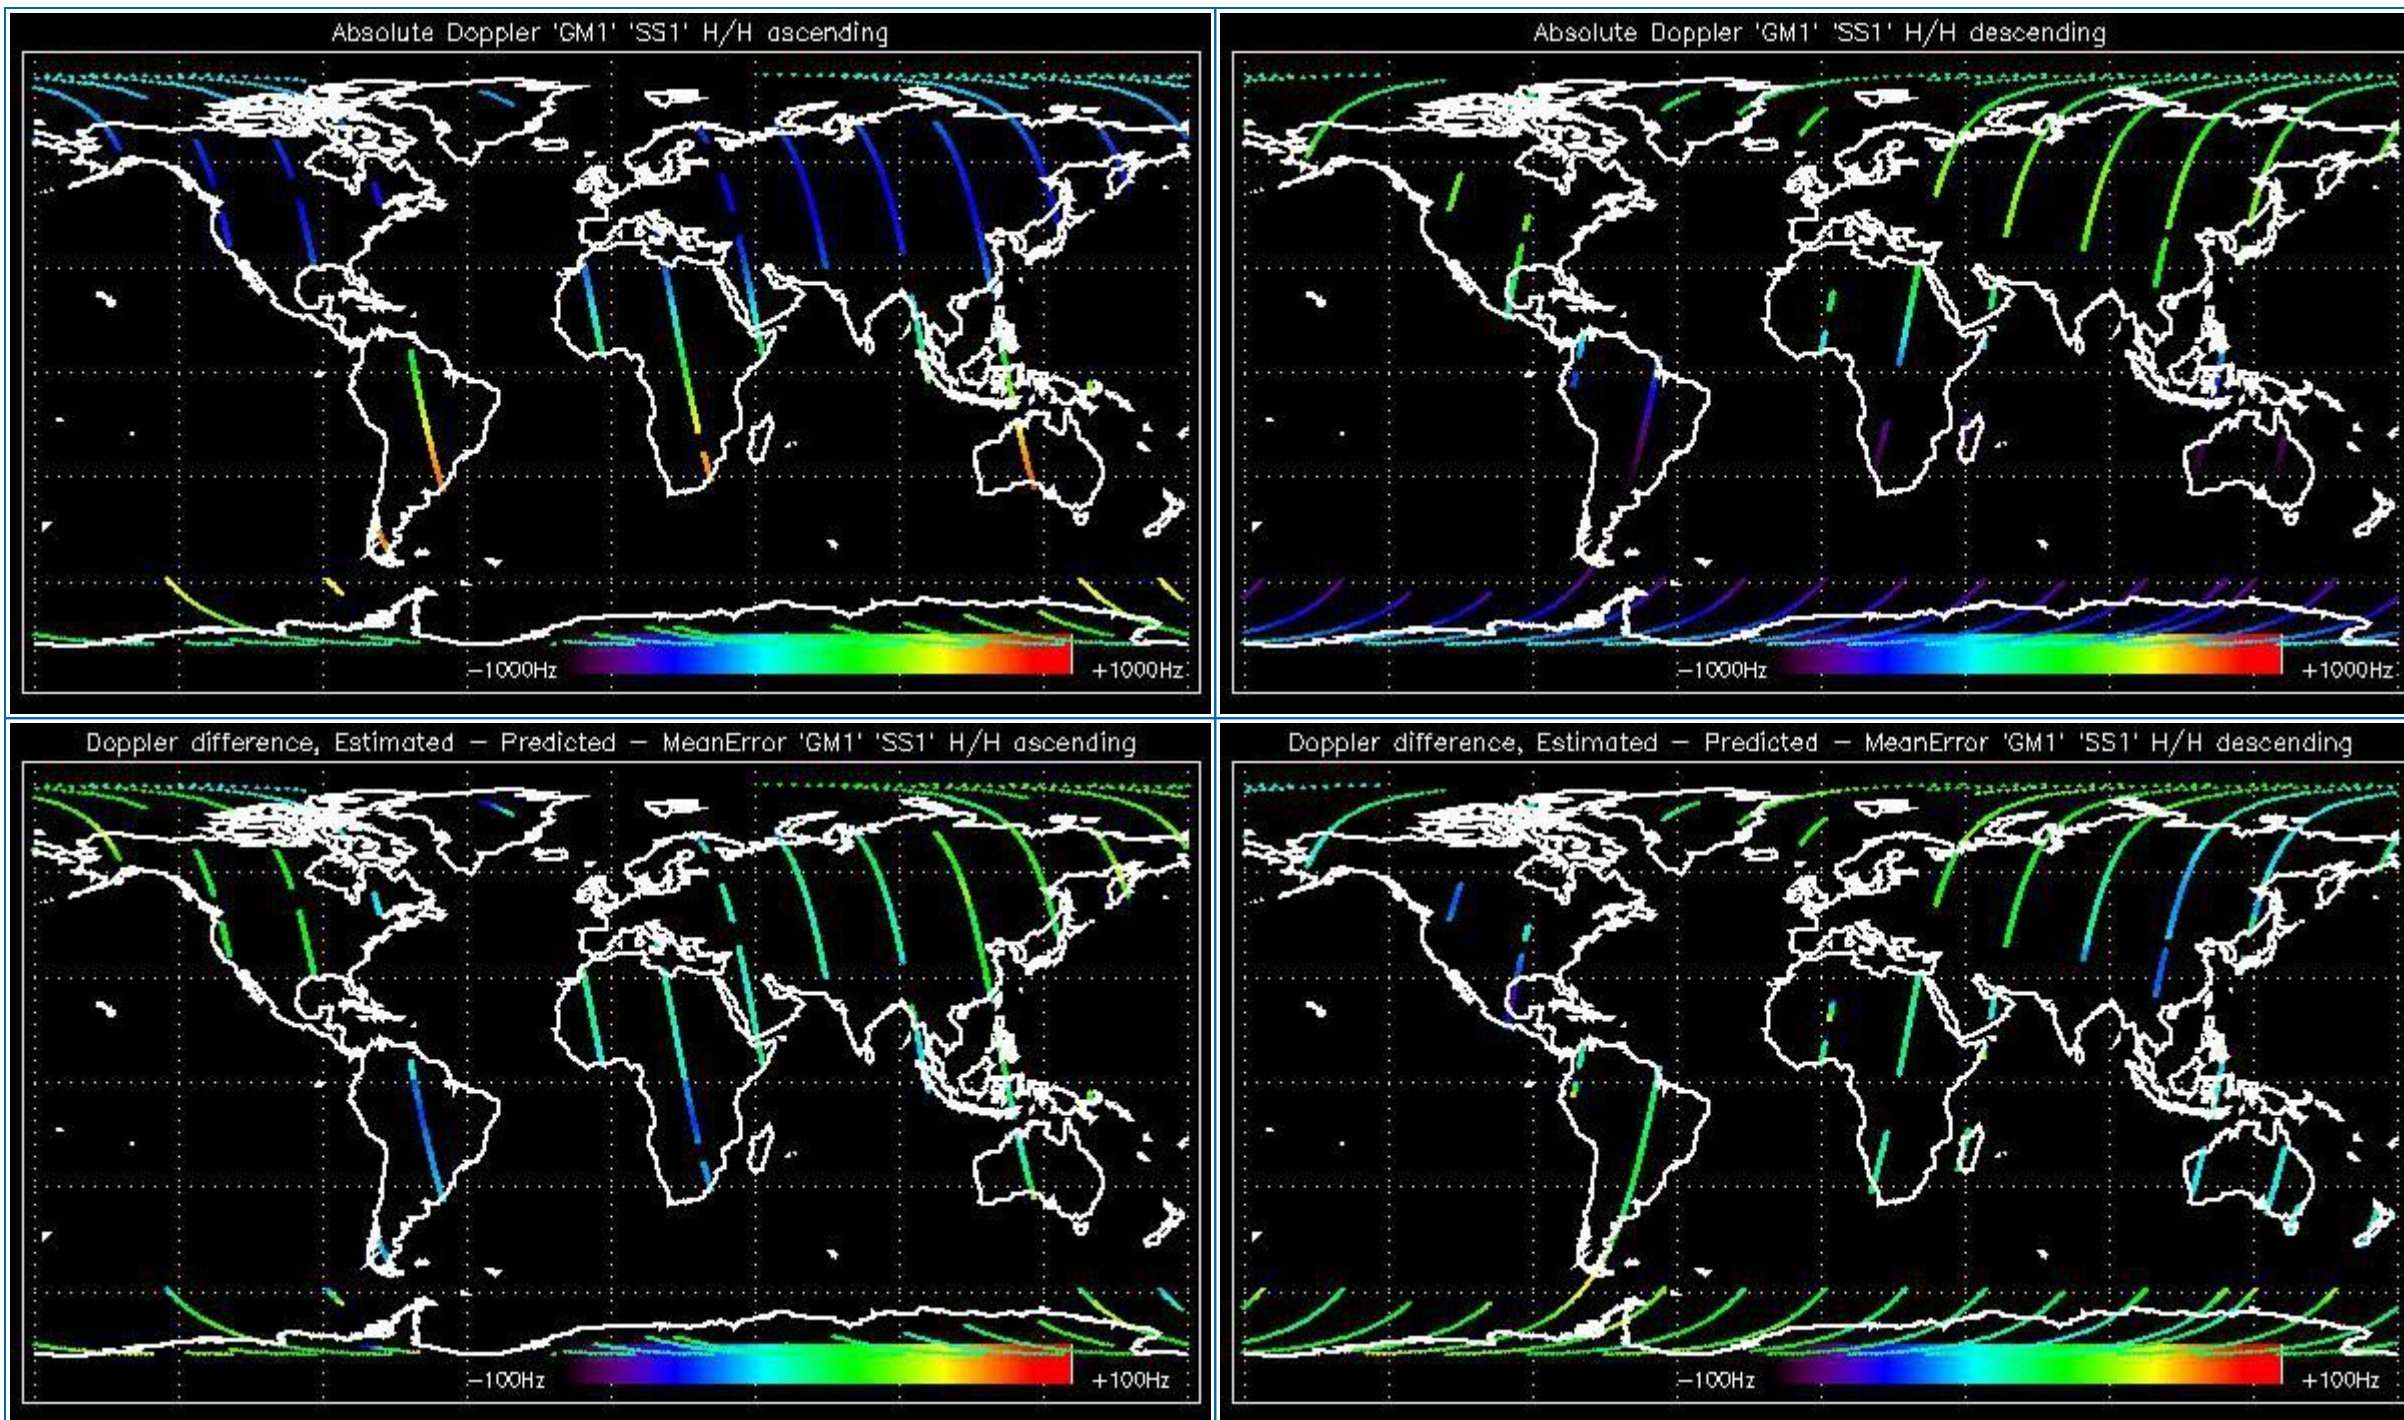 Absolute Doppler 'GM1' 'SS1' H/H ascending
-1000Hz
+1000Hz
Absolute Doppler 'GM1' 'SS1' H/H descending
-1000Hz
+1000Hz
Doppler difference, Estimated - Predicted - MeanError 'GM1' 'SS1' H/H ascending
-100Hz
+100Hz
Doppler difference, Estimated - Predicted - MeanError 'GM1' 'SS1' H/H descending
-100Hz
+100Hz